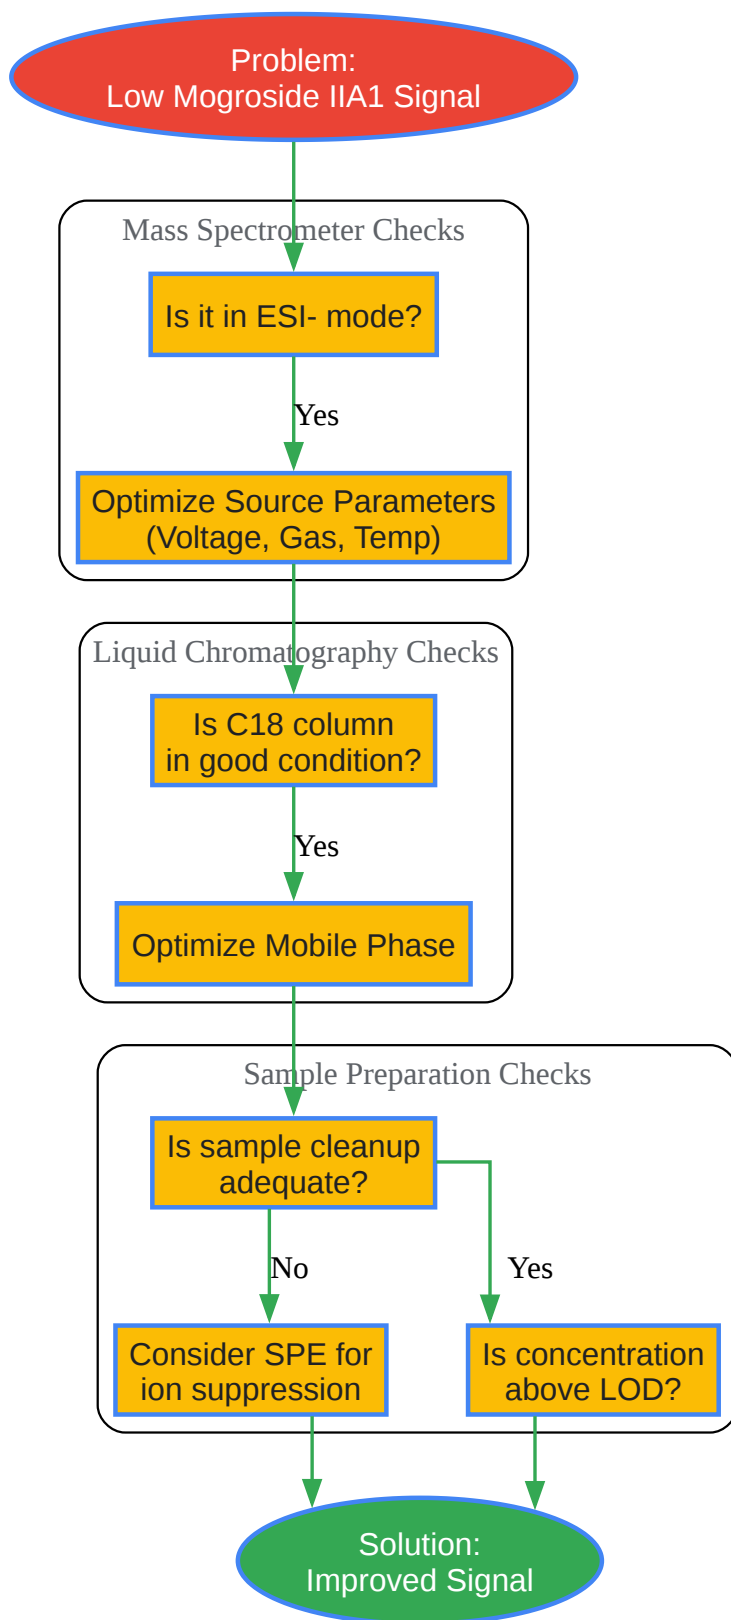 Problem:
Low Mogroside IIA1 Signal
Mass Spectrometer Checks
Is it in ESI- mode?
Yes
Optimize Source Parameters
(Voltage, Gas, Temp)
Liquid Chromatography Checks
Is C18 column
in good condition?
Yes
Optimize Mobile Phase
Sample Preparation Checks
Is sample cleanup
adequate?
No
Yes
Consider SPE for
ion suppression
Is concentration
above LOD?
Solution:
Improved Signal